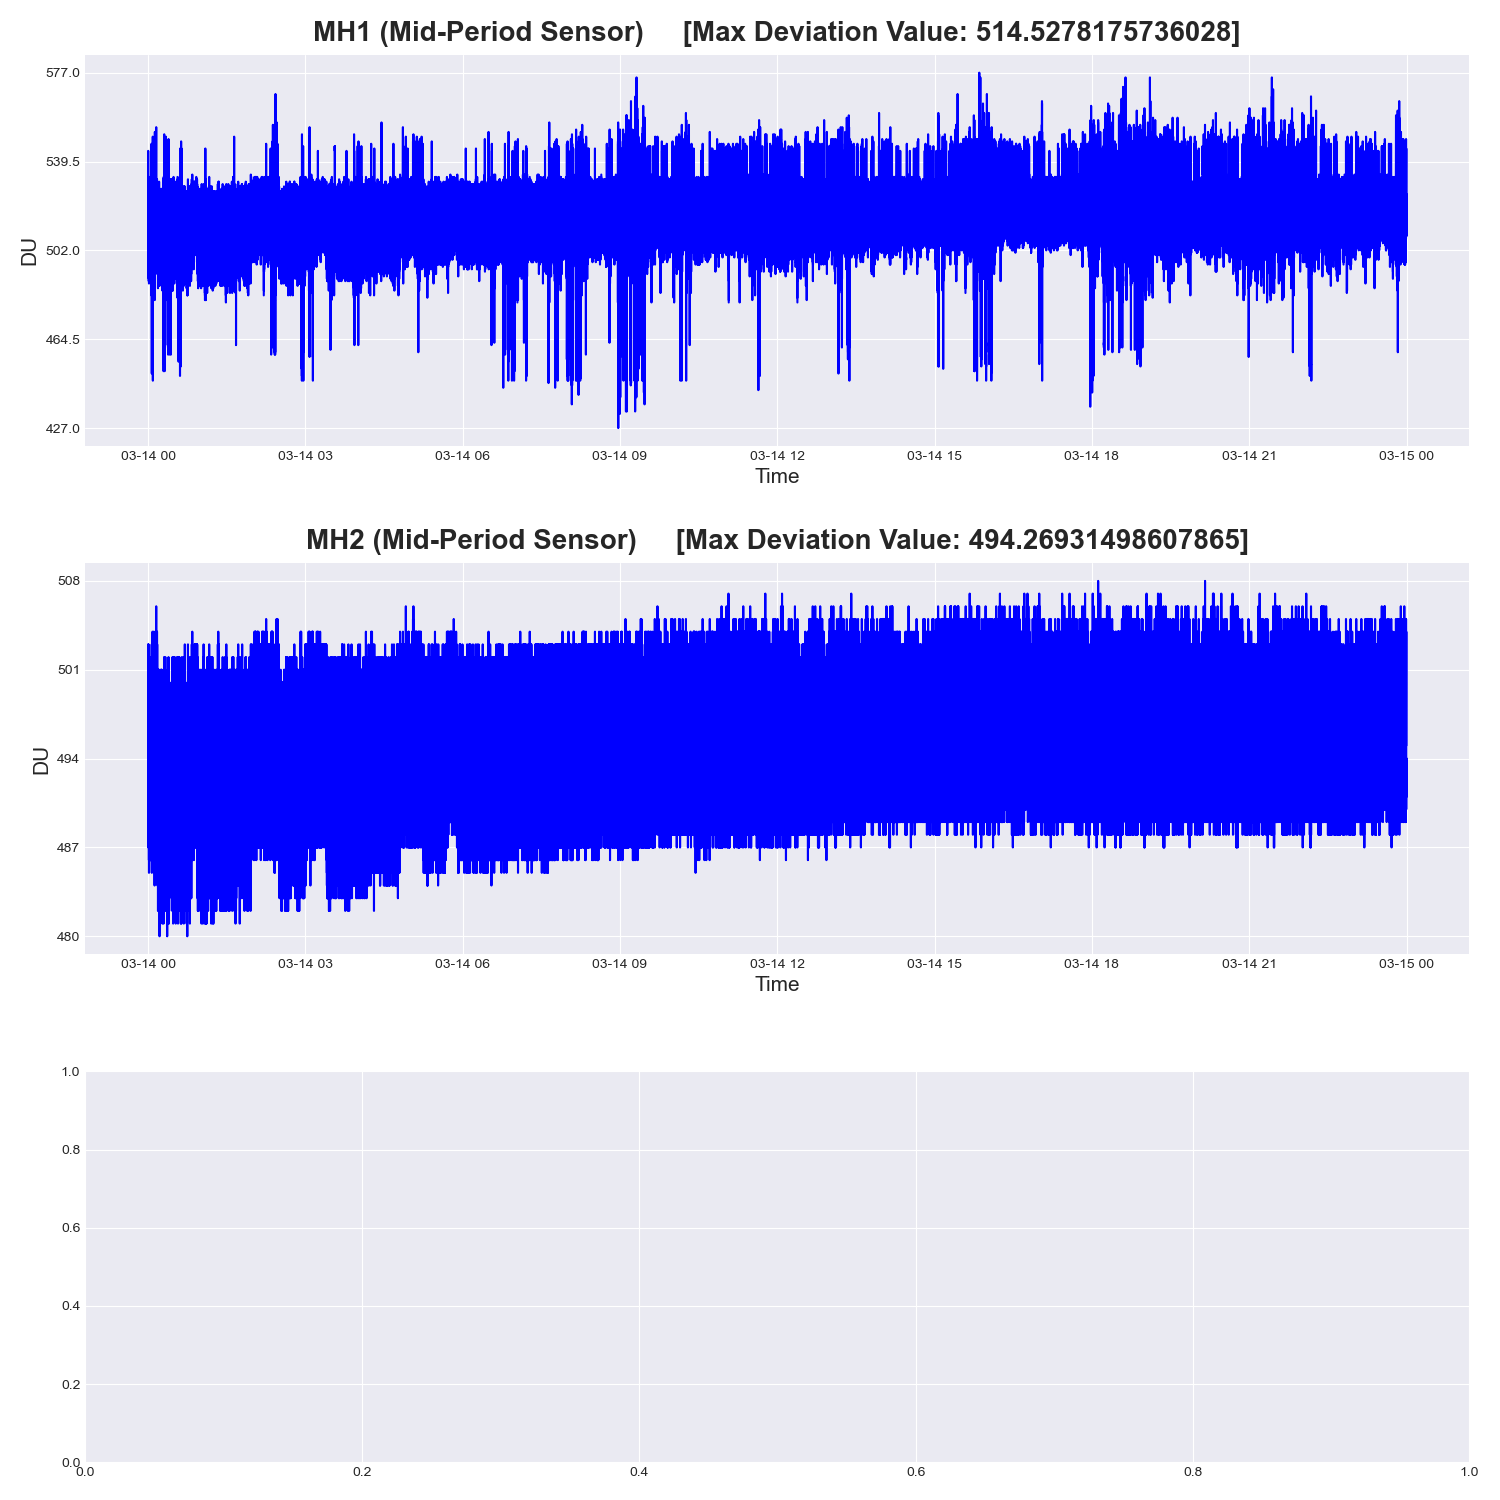 MH1 (Mid-Period Sensor) [Max Deviation Value: 514.5278175736028]
577.0
539.5
502.0
464.5
427.0
DU
03-14 00 03-14 03 03-14 06 03-14 09 03-14 12 03-14 15 03-14 18 03-14 21 03-15 00
Time
MH2 (Mid-Period Sensor) [Max Deviation Value: 494.26931498607865]
508
501
494
487
480
DU
03-14 00 03-14 03 03-14 06 03-14 09 03-14 12 03-14 15 03-14 18 03-14 21 03-15 00
Time
1.0
0.8
0.6
0.4
0.2
0.0
0.0 0.2 0.4 0.6 0.8 1.0